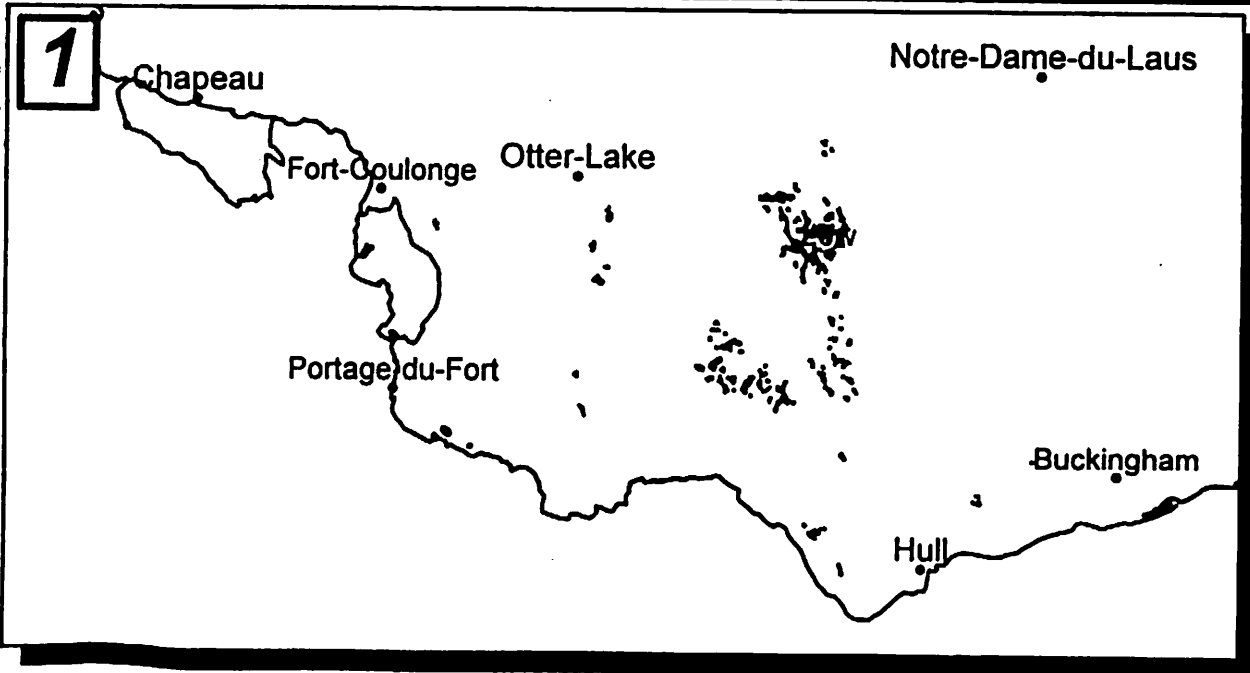 1
Notre-Dame-du-Laus
Chapeau
Otter-Lake
Fort-Coulonge
Portage-du-Fort
Buckingham
Hull